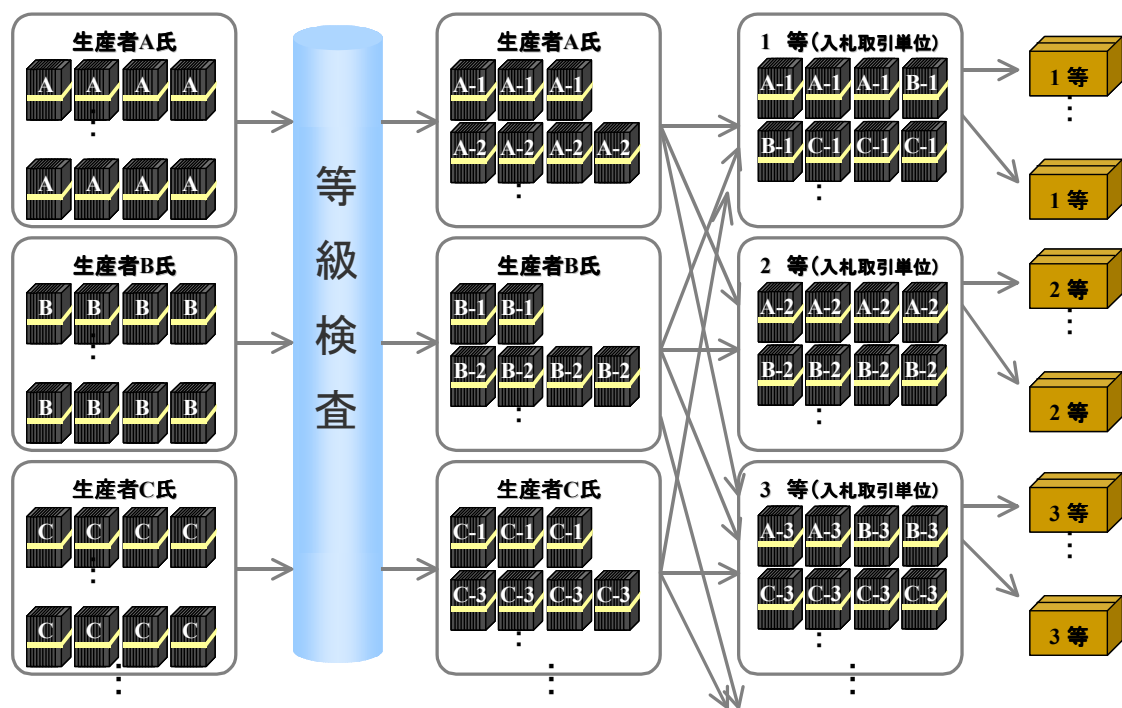 生産者A氏
A A A A
⋮
A A A A
生産者B氏
B B B B
⋮
B B B B
生産者C氏
C C C C
⋮
C C C C
⋮
等級検査
生産者A氏
A-1 A-1 A-1
A-2 A-2 A-2 A-2
⋮
生産者B氏
B-1 B-1
B-2 B-2 B-2 B-2
⋮
生産者C氏
C-1 C-1 C-1
C-3 C-3 C-3 C-3
⋮
⋮
1 等(入札取引単位)
A-1 A-1 A-1 B-1
B-1 C-1 C-1 C-1
⋮
2 等(入札取引単位)
A-2 A-2 A-2 A-2
B-2 B-2 B-2 B-2
⋮
3 等(入札取引単位)
A-3 A-3 B-3 B-3
C-3 C-3 C-3 C-3
⋮
⋮
1 等
⋮
1 等
2 等
⋮
2 等
3 等
⋮
3 等